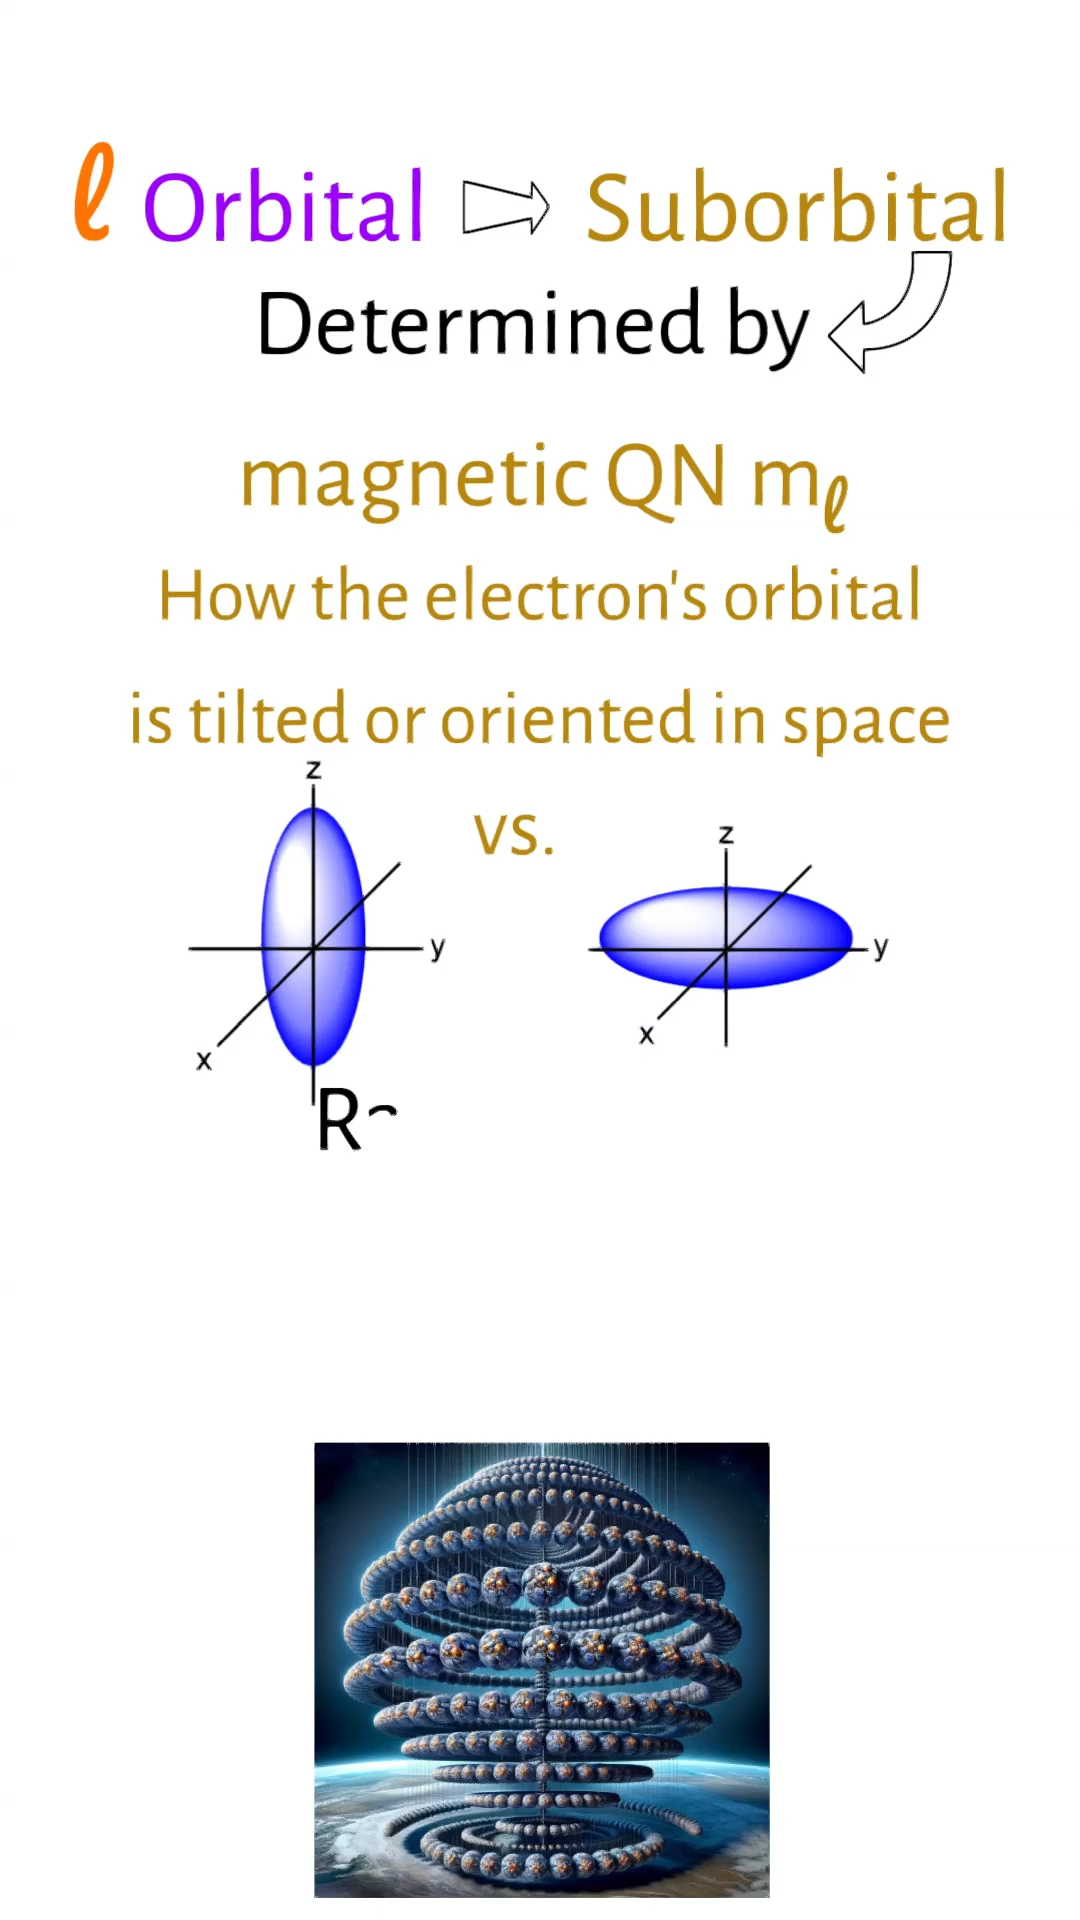 ℓ Orbital Suborbital
Determined by
magnetic QN mℓ
How the electron's orbital
is tilted or oriented in space
vs.
z
y
x
z
y
x
R